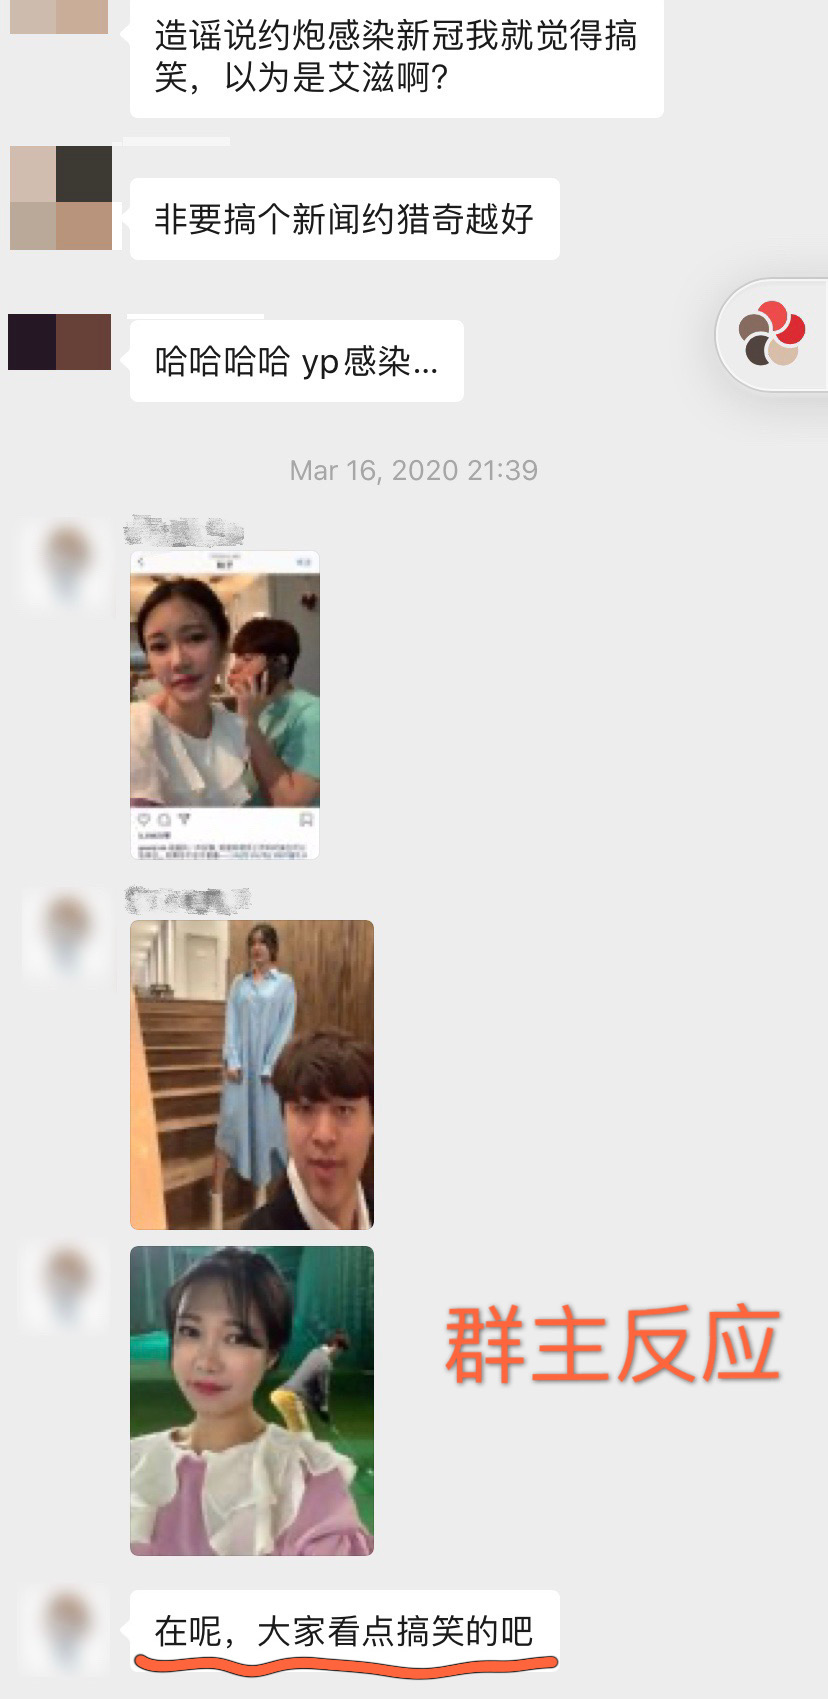 造谣说约炮感染新冠我就觉得搞
笑，以为是艾滋啊?
非要搞个新闻约猎奇越好
哈哈哈哈 yp感染...
Mar 16, 2020 21:39
群主反应
在呢，大家看点搞笑的吧